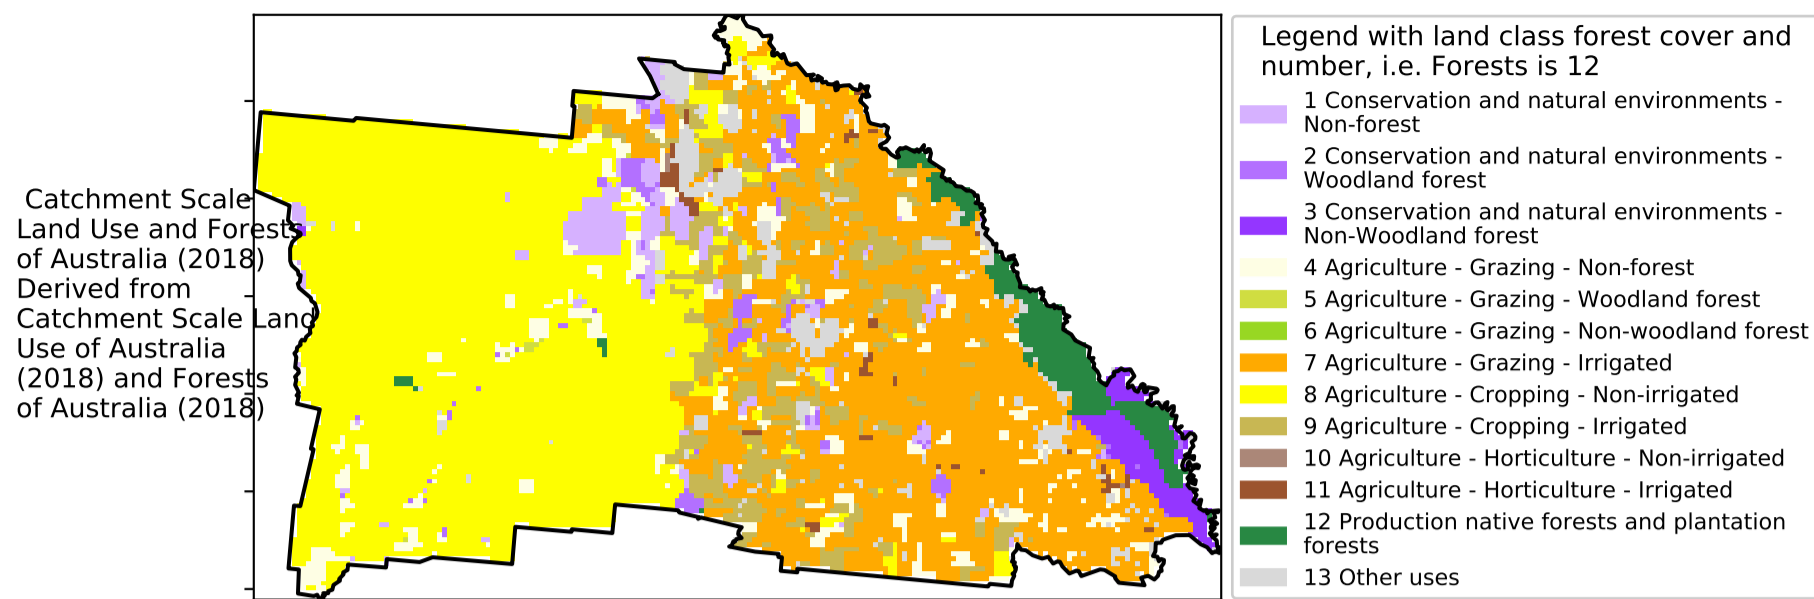 Catchment Scale
Land Use and Forests
of Australia (2018)
Derived from
Catchment Scale Land
Use of Australia
(2018) and Forests
of Australia (2018)
Legend with land class forest cover and
number, i.e. Forests is 12
1 Conservation and natural environments -
Non-forest
2 Conservation and natural environments -
Woodland forest
3 Conservation and natural environments -
Non-Woodland forest
4 Agriculture - Grazing - Non-forest
5 Agriculture - Grazing - Woodland forest
6 Agriculture - Grazing - Non-woodland forest
7 Agriculture - Grazing - Irrigated
8 Agriculture - Cropping - Non-irrigated
9 Agriculture - Cropping - Irrigated
10 Agriculture - Horticulture - Non-irrigated
11 Agriculture - Horticulture - Irrigated
12 Production native forests and plantation
forests
13 Other uses